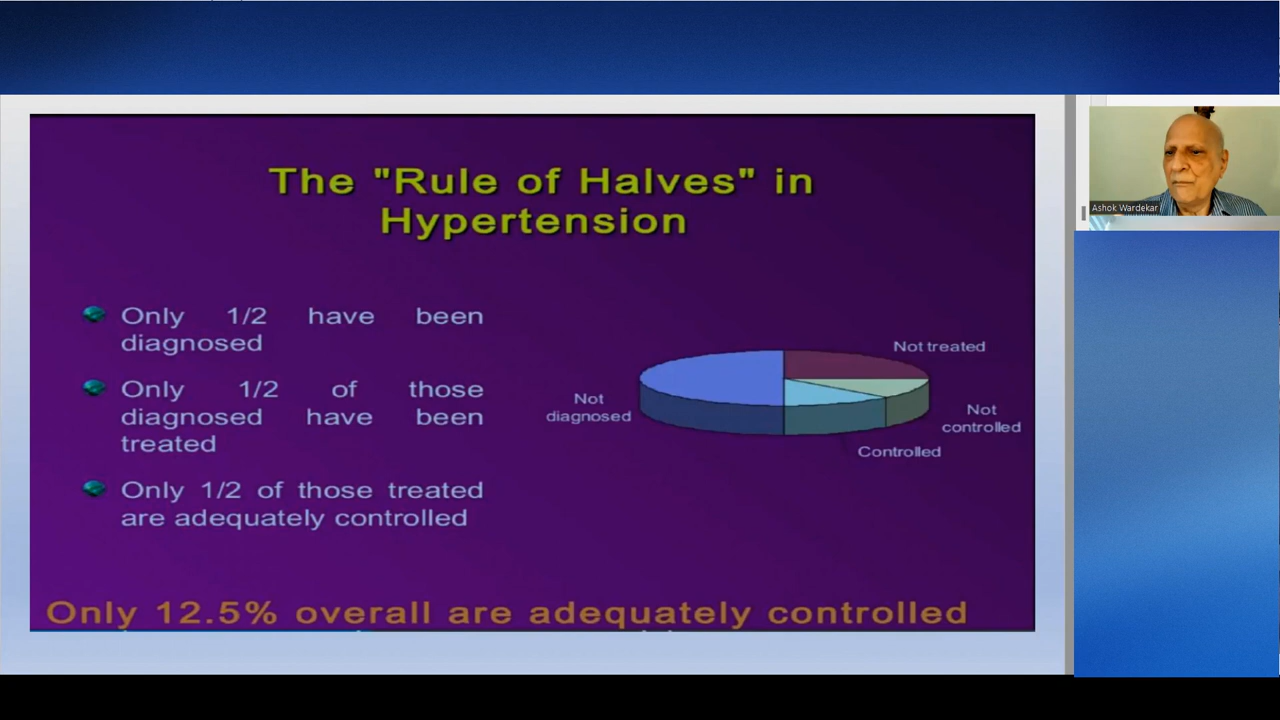 The "Rule of Halves" in
Hypertension
Only 1/2 have been
diagnosed
Only 1/2 of those
diagnosed have been
treated
Only 1/2 of those treated
are adequately controlled
Not treated
Not
diagnosed
Not
controlled
Controlled
Only 12.5% overall are adequately controlled
Ashok Wardekar